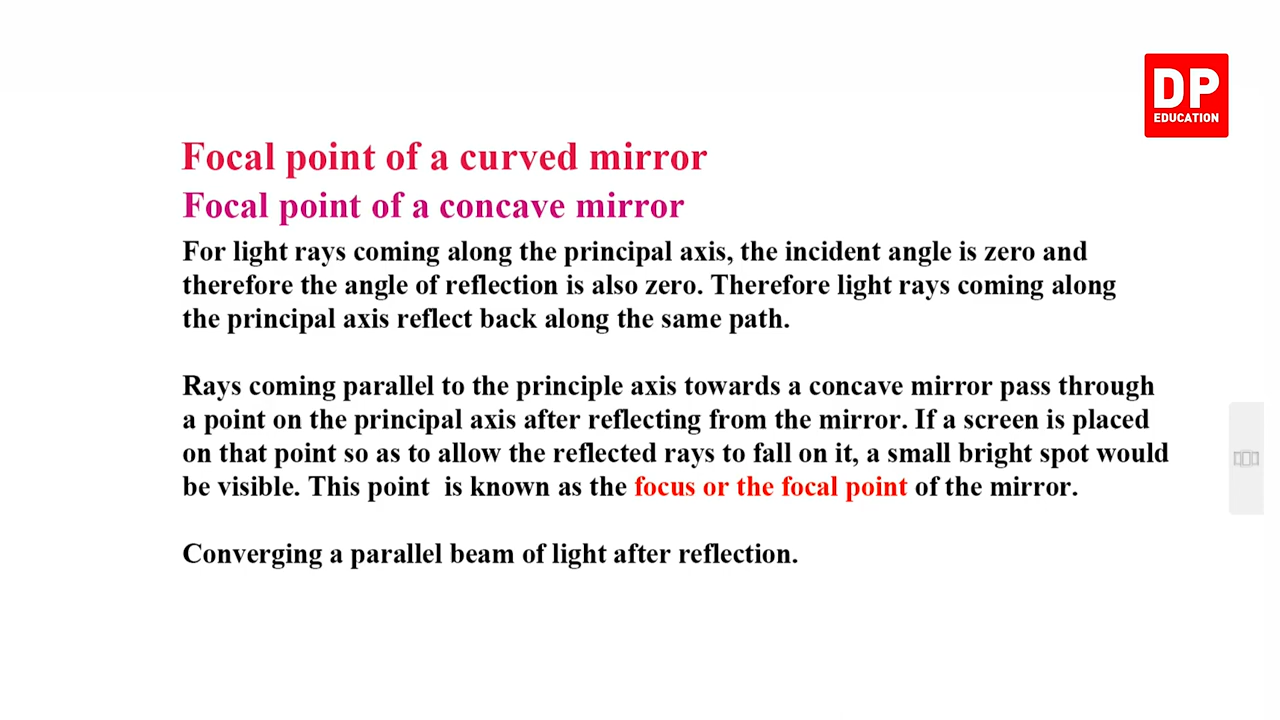 DP
EDUCATION
Focal point of a curved mirror
Focal point of a concave mirror
For light rays coming along the principal axis, the incident angle is zero and
therefore the angle of reflection is also zero. Therefore light rays coming along
the principal axis reflect back along the same path.
Rays coming parallel to the principle axis towards a concave mirror pass through
a point on the principal axis after reflecting from the mirror. If a screen is placed
on that point so as to allow the reflected rays to fall on it, a small bright spot would
be visible. This point is known as the focus or the focal point of the mirror.
Converging a parallel beam of light after reflection.